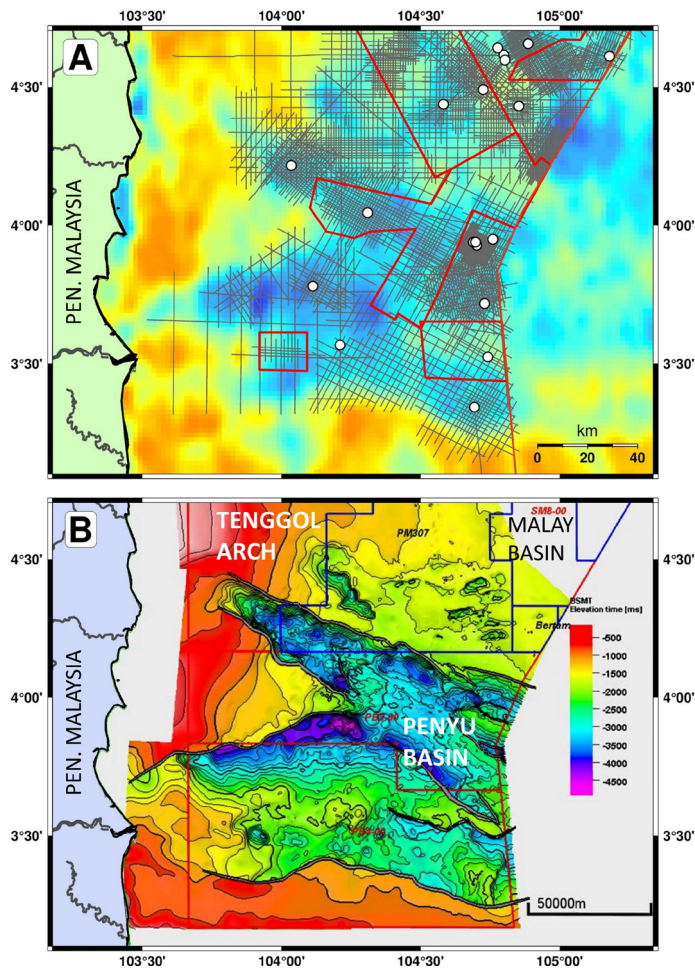 103°30' 104°00' 104°30' 105°00'
A
4°30'
4°00'
3°30'
PEN. MALAYSIA
km
0 20 40
B
TENGGOL
ARCH
PM307
SM8-00
MALAY
BASIN
4°30'
BSMT
Elevation time [ms]
Bertam
-500
-1000
-1500
-2000
-2500
-3000
-3500
-4000
-4500
4°00'
PENYU
BASIN
PEN. MALAYSIA
3°30'
50000m
103°30' 104°00' 104°30' 105°00'